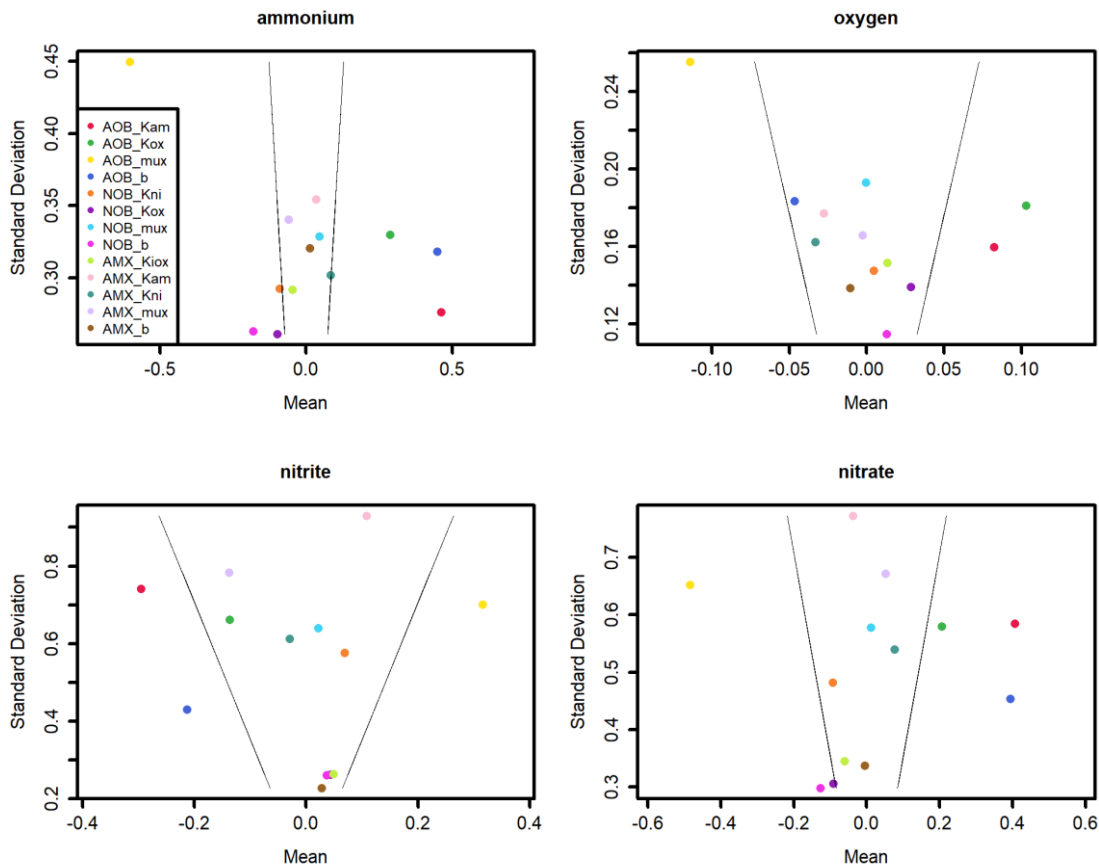 ammonium
Standard Deviation
0.45
0.40
0.35
0.30
AOB_Kam
AOB_Kox
AOB_mux
AOB_b
NOB_Kni
NOB_Kox
NOB_mux
NOB_b
AMX_Kiox
AMX_Kam
AMX_Kni
AMX_mux
AMX_b
-0.5 0.0 0.5
Mean
oxygen
Standard Deviation
0.24
0.20
0.16
0.12
-0.10 -0.05 0.00 0.05 0.10
Mean
nitrite
Standard Deviation
0.8
0.6
0.4
0.2
-0.4 -0.2 0.0 0.2 0.4
Mean
nitrate
Standard Deviation
0.7
0.6
0.5
0.4
0.3
-0.6 -0.4 -0.2 0.0 0.2 0.4 0.6
Mean